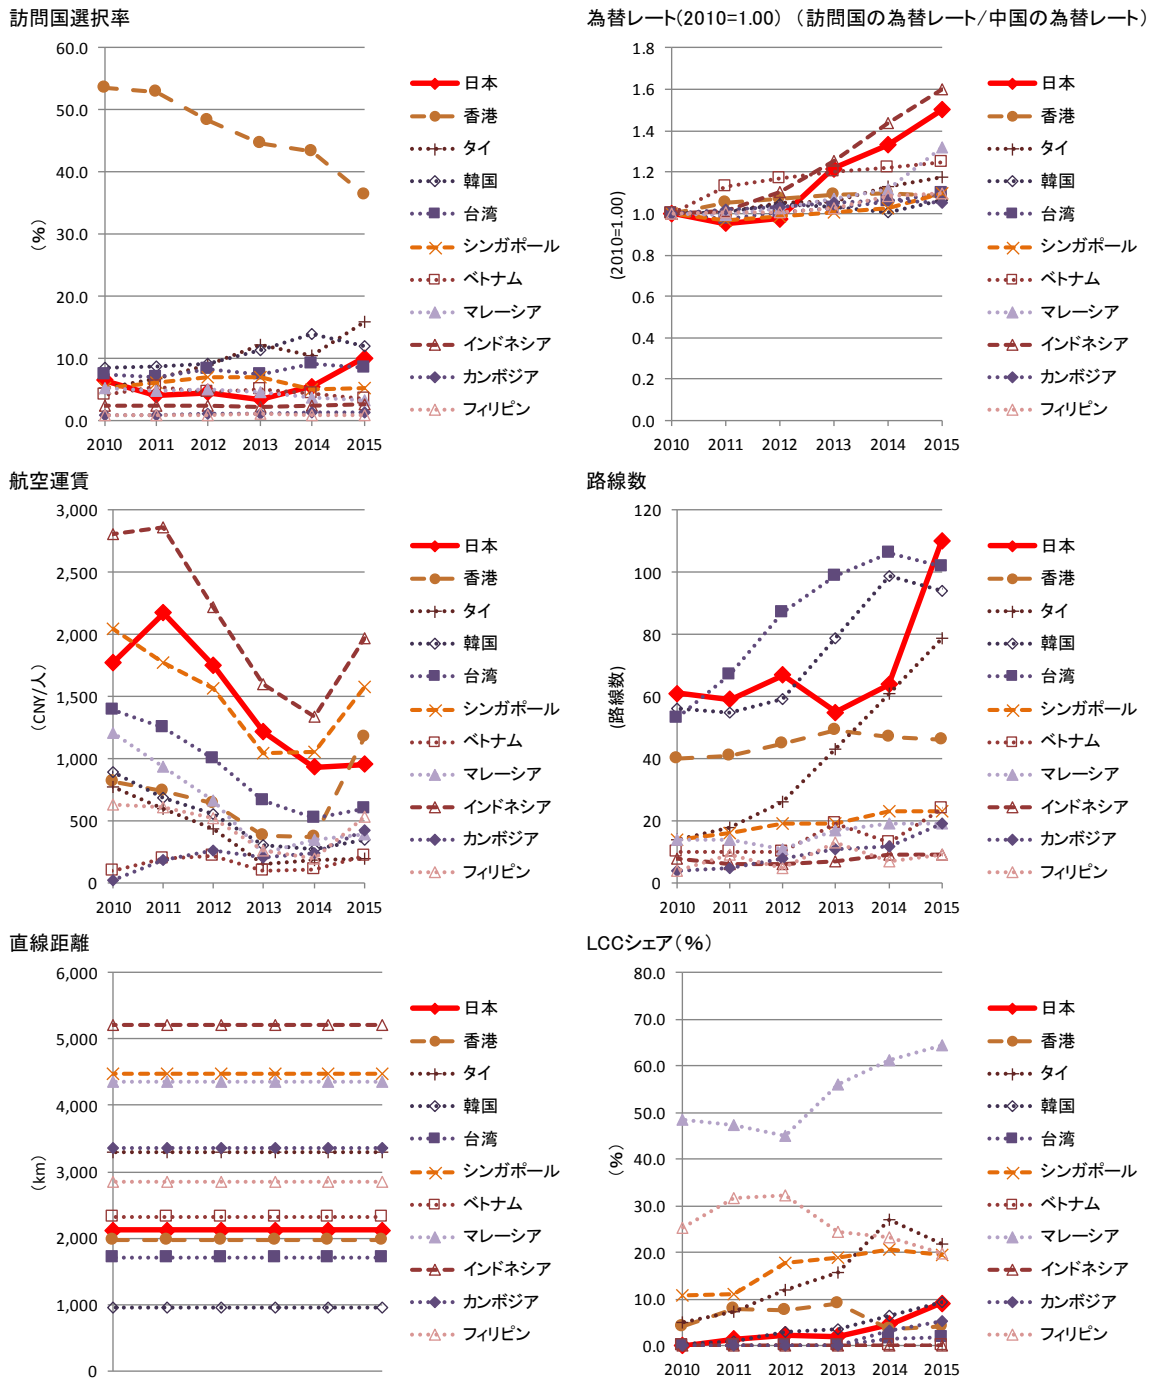 訪問国選択率
60.0
50.0
40.0
30.0
20.0
10.0
0.0
(%)
2010 2011 2012 2013 2014 2015
日本
香港
タイ
韓国
台湾
シンガポール
ベトナム
マレーシア
インドネシア
カンボジア
フィリピン
為替レート(2010=1.00) (訪問国の為替レート/中国の為替レート)
1.8
1.6
1.4
1.2
1.0
0.8
0.6
0.4
0.2
0.0
(2010=1.00)
2010 2011 2012 2013 2014 2015
日本
香港
タイ
韓国
台湾
シンガポール
ベトナム
マレーシア
インドネシア
カンボジア
フィリピン
航空運賃
3,000
2,500
2,000
1,500
1,000
500
0
(CNY/人)
2010 2011 2012 2013 2014 2015
日本
香港
タイ
韓国
台湾
シンガポール
ベトナム
マレーシア
インドネシア
カンボジア
フィリピン
路線数
120
100
80
60
40
20
0
(路線数)
2010 2011 2012 2013 2014 2015
日本
香港
タイ
韓国
台湾
シンガポール
ベトナム
マレーシア
インドネシア
カンボジア
フィリピン
直線距離
6,000
5,000
4,000
3,000
2,000
1,000
0
(km)
日本
香港
タイ
韓国
台湾
シンガポール
ベトナム
マレーシア
インドネシア
カンボジア
フィリピン
LCCシェア(%)
80.0
70.0
60.0
50.0
40.0
30.0
20.0
10.0
0.0
(%)
2010 2011 2012 2013 2014 2015
日本
香港
タイ
韓国
台湾
シンガポール
ベトナム
マレーシア
インドネシア
カンボジア
フィリピン